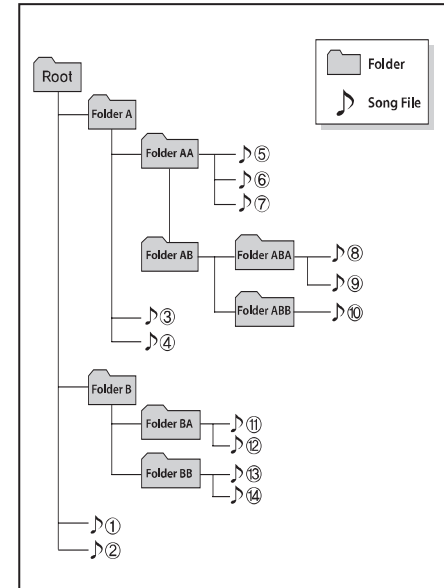 Root
Folder
Song File
Folder A
Folder AA
⑤
⑥
⑦
Folder AB
Folder ABA
⑧
⑨
Folder ABB
⑩
③
④
Folder B
Folder BA
⑪
⑫
Folder BB
⑬
⑭
①
②